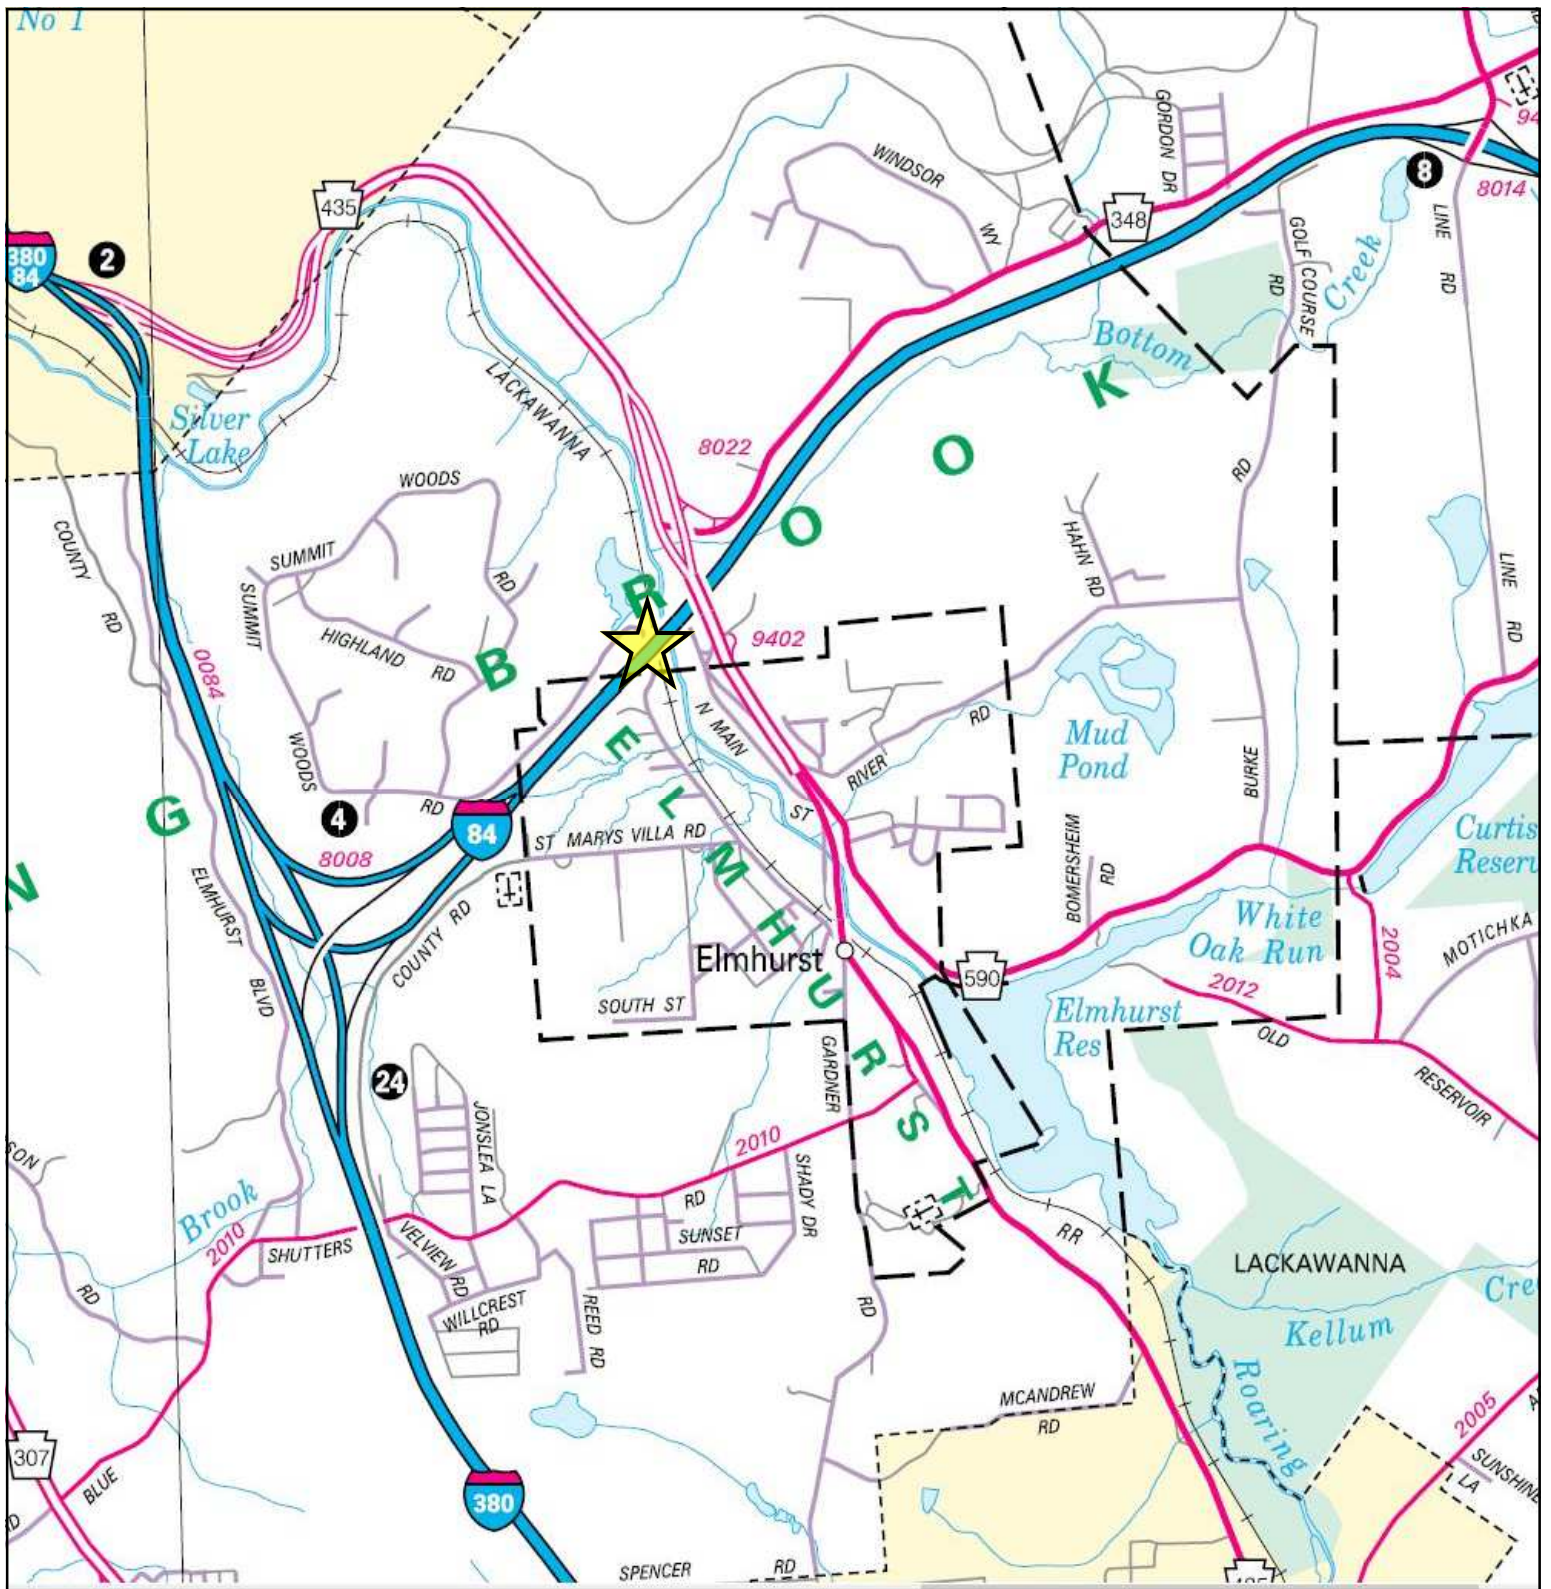 No 1
GORDON DR
WINDSOR
WY
435
348
8
8014
94
380
84
2
LINE
RD
GOLF COURSE
RD
Creek
Bottom
LACKAWANNA
Silver
Lake
K
O
O
R
B
8022
WOODS
RD
SUMMIT
SUMMIT
HIGHLAND
RD
WOODS
RD
COUNTY
RD
0084
9402
HAHN RD
RD
BURKE
LINE
RD
N MAIN
ST
RIVER
RD
Mud
Pond
G
N
4
8008
84
ST MARYS VILLA RD
E
L
M
H
U
R
S
T
ELMHURST
BLVD
COUNTY
RD
BOMERSHEIM
RD
Curtis
Reserv
White
Oak Run
2004
MOTICHKA
Elmhurst
590
2012
OLD
RESERVOIR
Elmhurst
Res
SOUTH ST
24
JONSLEA LA
GARDNER
RD
2010
RD
SHADY DR
SUNSET
RD
SON
RD
Brook
2010
SHUTTERS
VELVIEW
RD
WILLCREST
RD
REED RD
RR
LACKAWANNA
Kellum
Cre
Roaring
MCANDREW
RD
2005
SUNSHINE
LA
307
BLUE
380
SPENCER
RD